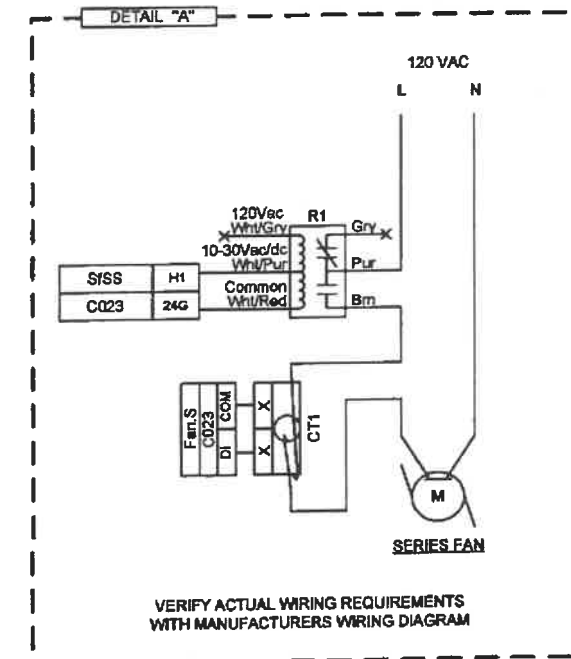 DETAIL "A"
120 VAC
L N
120Vac
Wht/Gry
R1
Gry
10-30Vac/dc
Wht/Pur
Pur
SfSS H1
Common
Wht/Red
Brn
C023 24G
Fan.S
C023
DI COM
X X
CT1
M
SERIES FAN
VERIFY ACTUAL WIRING REQUIREMENTS
WITH MANUFACTURERS WIRING DIAGRAM